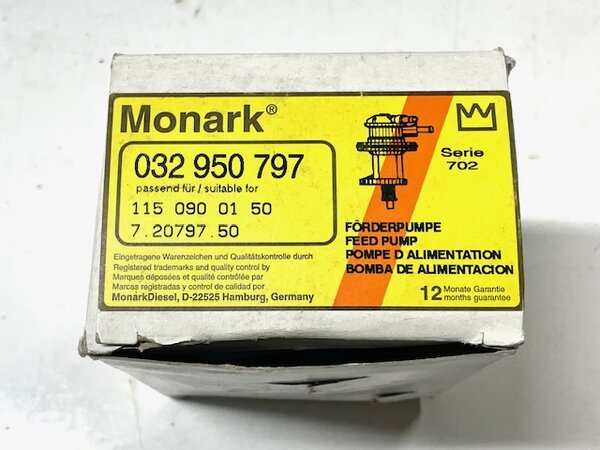 Monark®
032 950 797
passend für / suitable for
115 090 01 50
7.20797.50
Serie
702
FÖRDERPUMPE
FEED PUMP
POMPE D ALIMENTATION
BOMBA DE ALIMENTACION
Eingetragene Warenzeichen und Qualitätskontrolle durch
Registered trademarks and quality control by
Marques déposées et qualité contrôlée par
Marcas registradas y control de calidad por
MonarkDiesel, D-22525 Hamburg, Germany
12 Monate Garantie
months guarantee